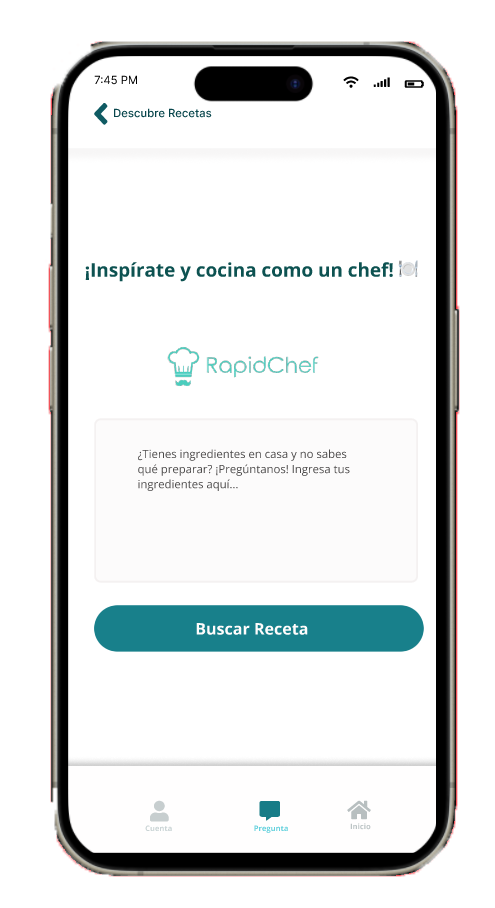 7:45 PM
Descubre Recetas
¡Inspírate y cocina como un chef! 🍽️
RapidChef
¿Tienes ingredientes en casa y no sabes
qué preparar? ¡Pregúntanos! Ingresa tus
ingredientes aquí...
Buscar Receta
Cuenta
Pregunta
Inicio